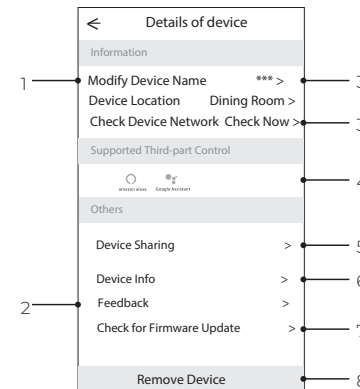 < Details of device
Information
1 Modify Device Name *** >
Device Location Dining Room >
Check Device Network Check Now > 3
Supported Third-part Control
amazon alexa Google Assistant 4
Others
Device Sharing > 5
Device Info > 6
2 Feedback >
Check for Firmware Update > 7
Remove Device 8